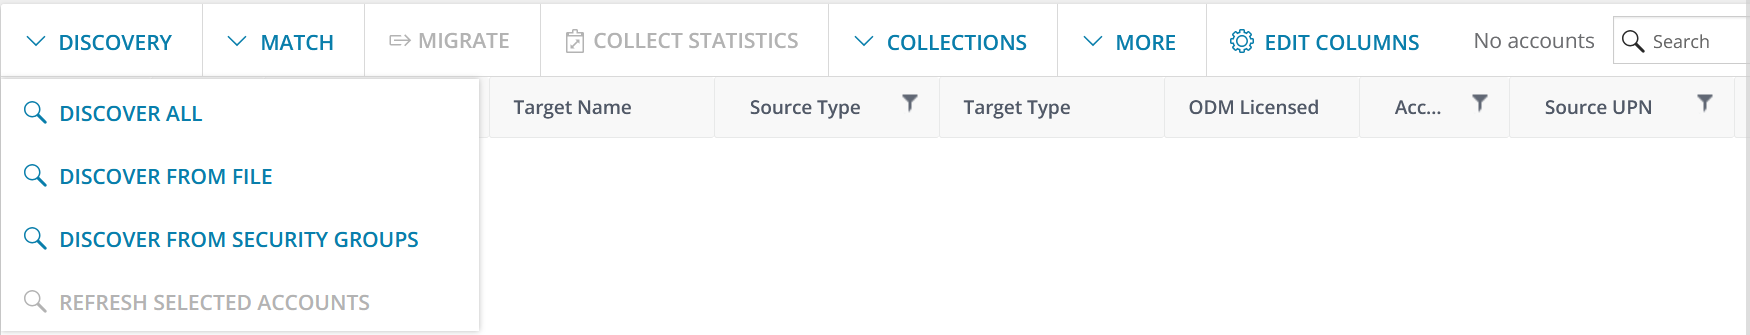 DISCOVERY MATCH MIGRATE COLLECT STATISTICS COLLECTIONS MORE EDIT COLUMNS No accounts Search
Target Name Source Type Target Type ODM Licensed Acc... Source UPN
DISCOVER ALL
DISCOVER FROM FILE
DISCOVER FROM SECURITY GROUPS
REFRESH SELECTED ACCOUNTS